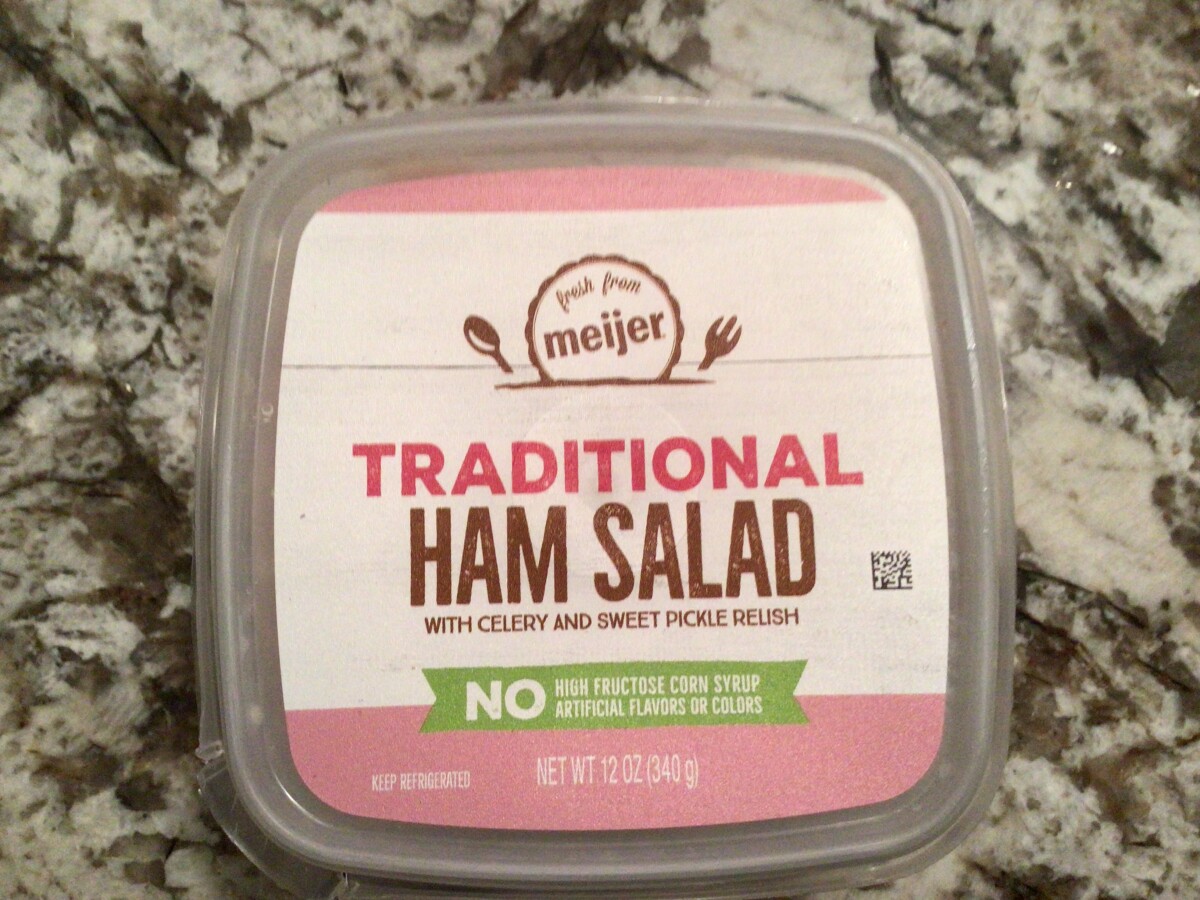 fresh from
meijer
TRADITIONAL
HAM SALAD
WITH CELERY AND SWEET PICKLE RELISH
NO HIGH FRUCTOSE CORN SYRUP
ARTIFICIAL FLAVORS OR COLORS
KEEP REFRIGERATED
NET WT 12 OZ (340 g)